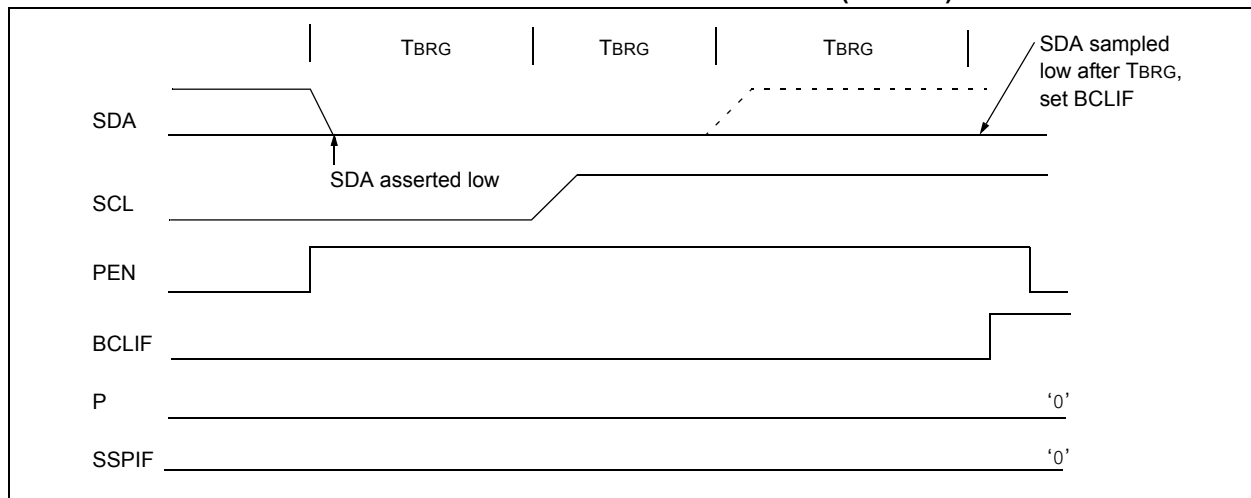 TBRG TBRG TBRG
SDA sampled
low after TBRG,
set BCLIF
SDA
SDA asserted low
SCL
PEN
BCLIF
P
‘0’
SSPIF
‘0’